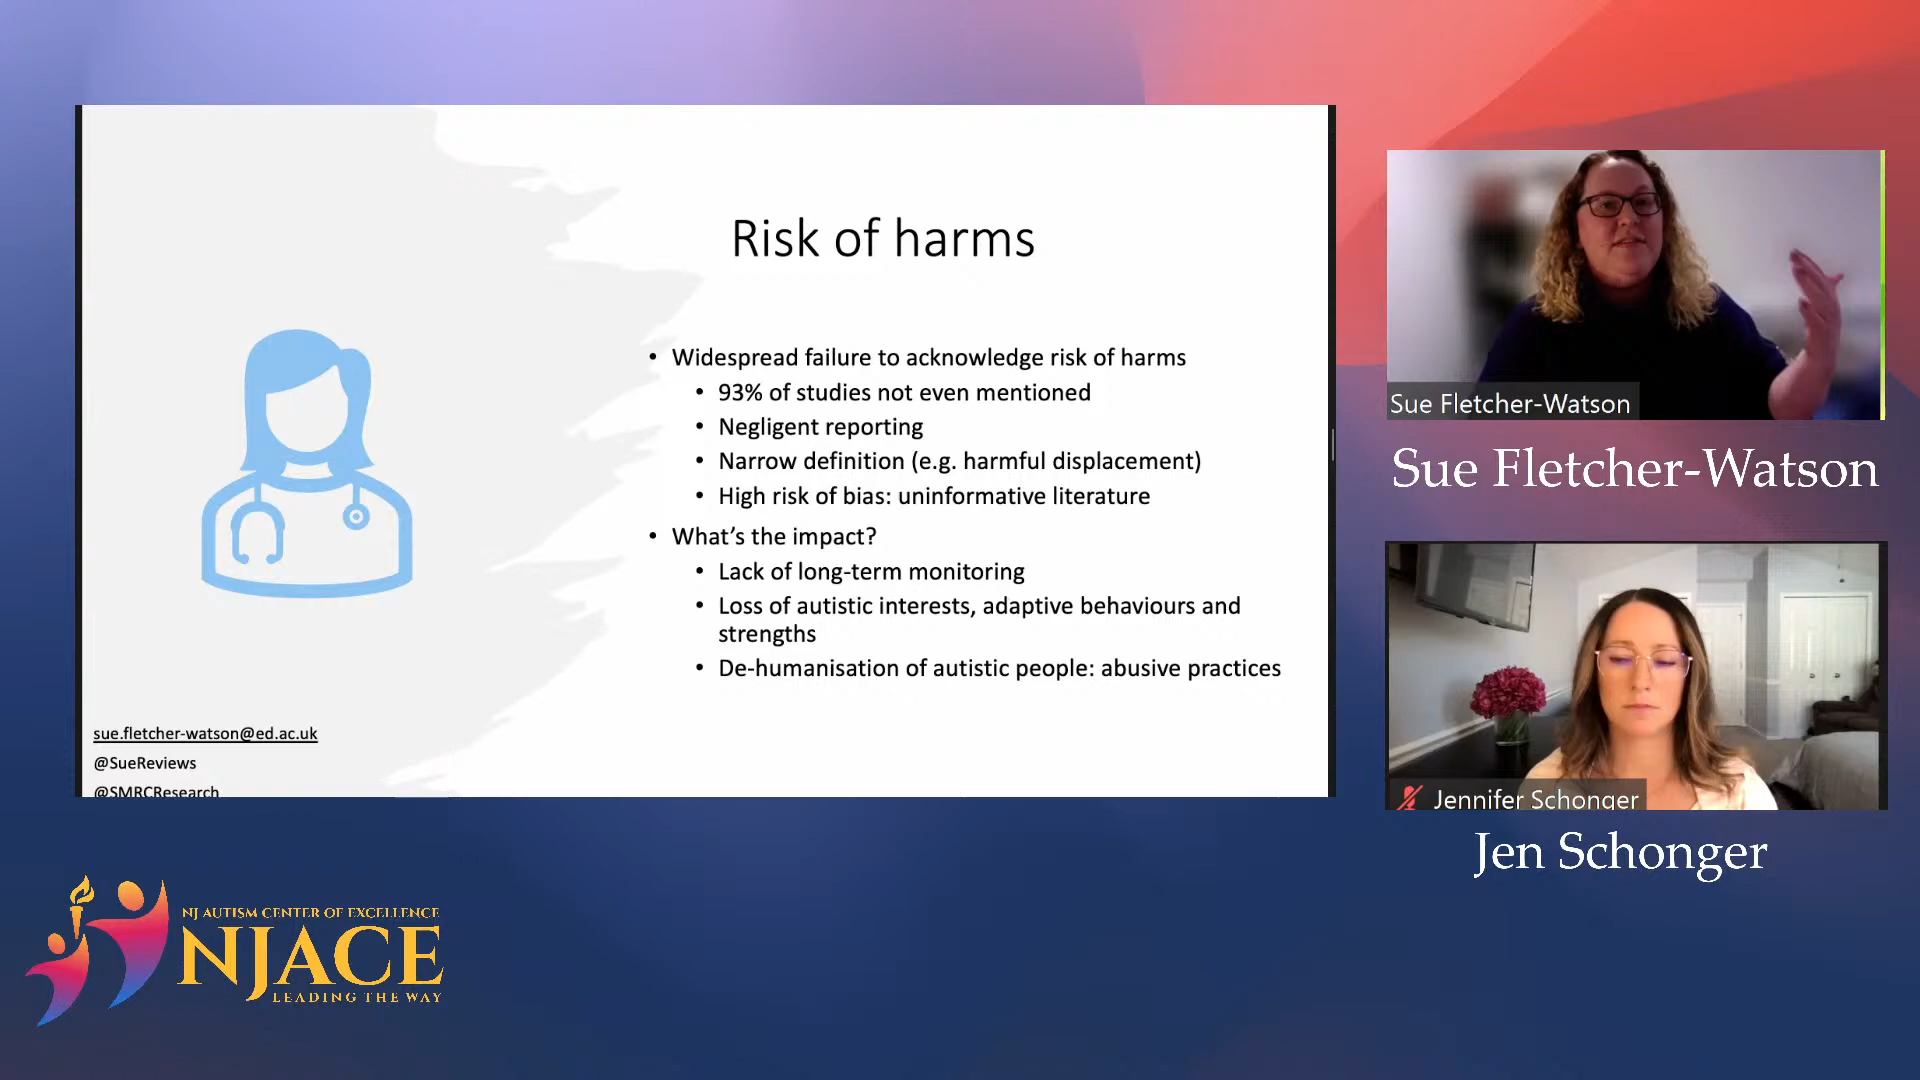 Risk of harms
• Widespread failure to acknowledge risk of harms
• 93% of studies not even mentioned
• Negligent reporting
• Narrow definition (e.g. harmful displacement)
• High risk of bias: uninformative literature
• What's the impact?
• Lack of long-term monitoring
• Loss of autistic interests, adaptive behaviours and
strengths
• De-humanisation of autistic people: abusive practices
sue.fletcher-watson@ed.ac.uk
@SueReviews
@SMRCResearch
Sue Fletcher-Watson
Sue Fletcher-Watson
Jennifer Schonger
Jen Schonger
NJ AUTISM CENTER OF EXCELLENCE
NJACE
LEADING THE WAY